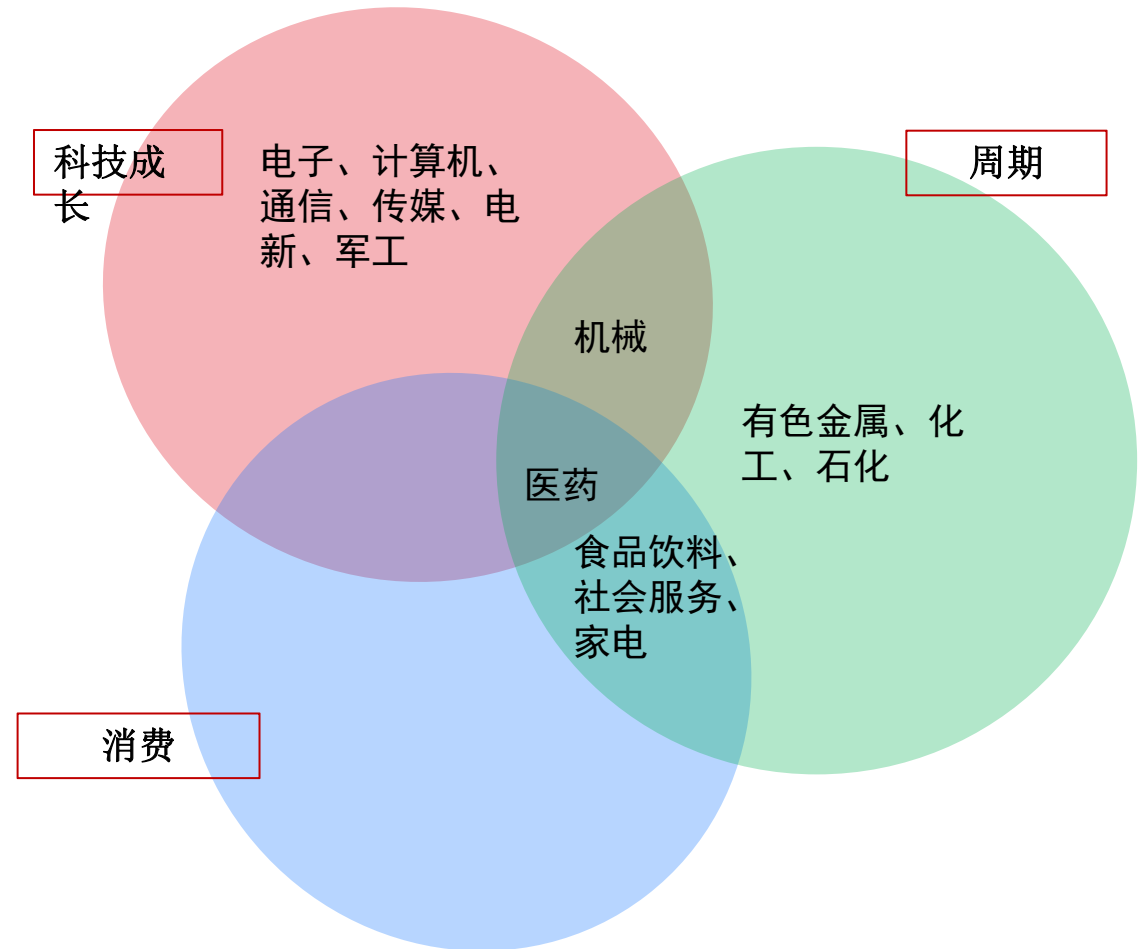 科技成
长
电子、计算机、
通信、传媒、电
新、军工
周期
机械
有色金属、化
工、石化
医药
食品饮料、
社会服务、
家电
消费